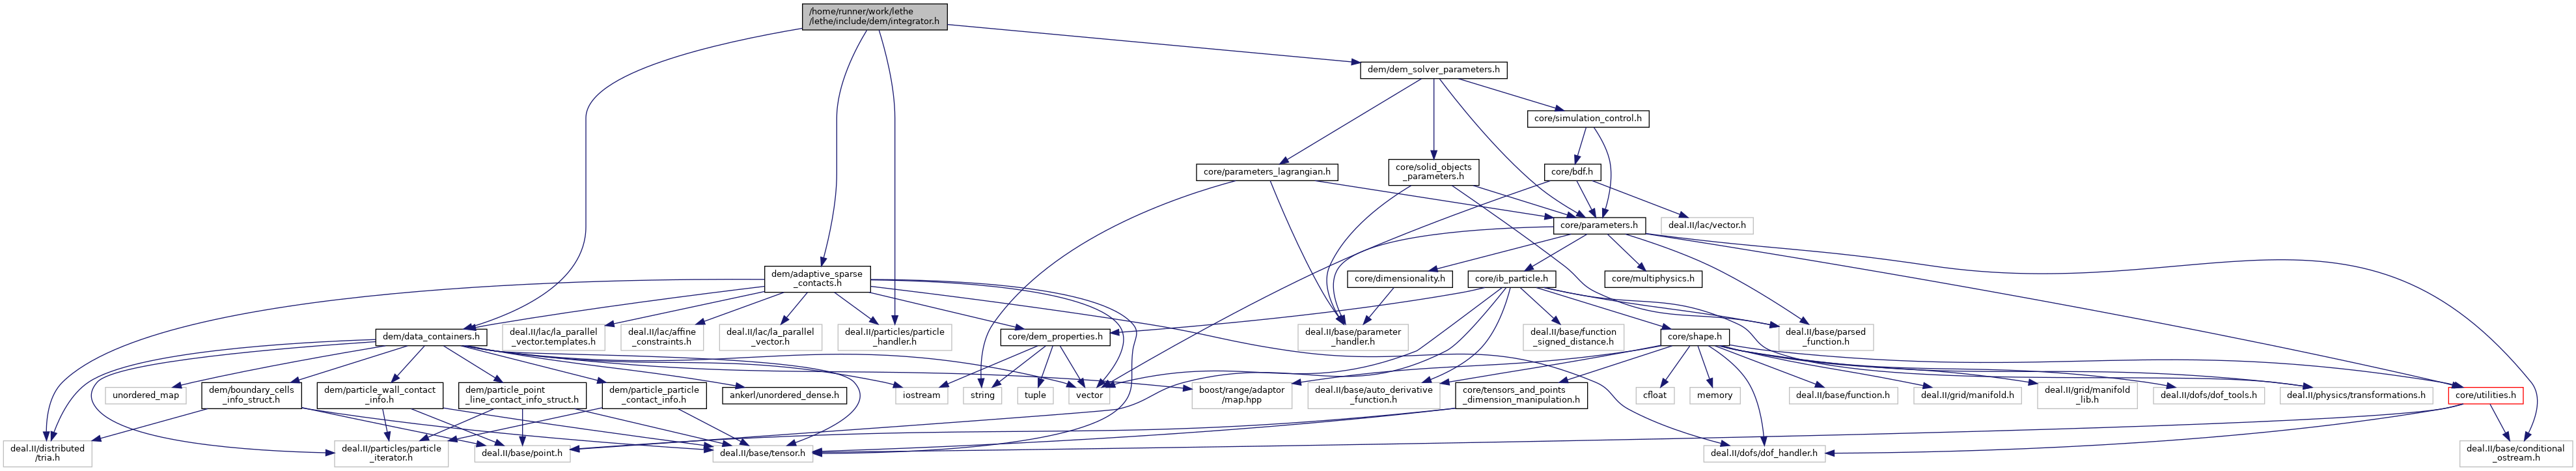 /home/runner/work/lethe
/lethe/include/dem/integrator.h
dem/dem_solver_parameters.h
core/simulation_control.h
core/parameters_lagrangian.h
core/solid_objects
_parameters.h
core/bdf.h
core/parameters.h
deal.II/lac/vector.h
dem/adaptive_sparse
_contacts.h
core/dimensionality.h
core/ib_particle.h
core/multiphysics.h
dem/data_containers.h
deal.II/lac/la_parallel
_vector.templates.h
deal.II/lac/affine
_constraints.h
deal.II/lac/la_parallel
_vector.h
deal.II/particles/particle
_handler.h
core/dem_properties.h
deal.II/base/parameter
_handler.h
deal.II/base/function
_signed_distance.h
core/shape.h
deal.II/base/parsed
_function.h
unordered_map
dem/boundary_cells
_info_struct.h
dem/particle_wall_contact
_info.h
dem/particle_point
_line_contact_info_struct.h
dem/particle_particle
_contact_info.h
ankerl/unordered_dense.h
iostream
string
tuple
vector
boost/range/adaptor
/map.hpp
deal.II/base/auto_derivative
_function.h
core/tensors_and_points
_dimension_manipulation.h
cfloat
memory
deal.II/base/function.h
deal.II/grid/manifold.h
deal.II/grid/manifold
_lib.h
deal.II/dofs/dof_tools.h
deal.II/physics/transformations.h
core/utilities.h
deal.II/distributed
/tria.h
deal.II/particles/particle
_iterator.h
deal.II/base/point.h
deal.II/base/tensor.h
deal.II/dofs/dof_handler.h
deal.II/base/conditional
_ostream.h